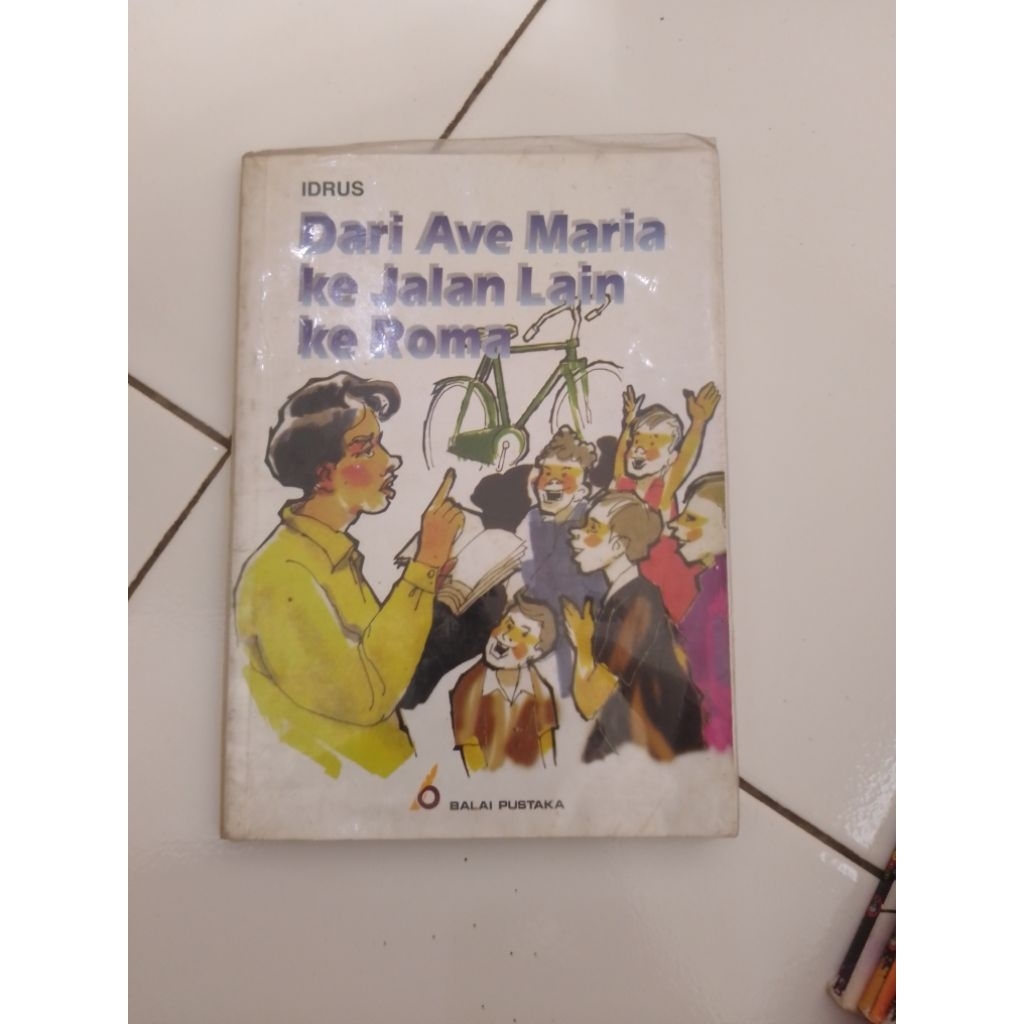 IDRUS
Dari Ave Maria
ke Jalan Lain
ke Roma
BALAI PUSTAKA